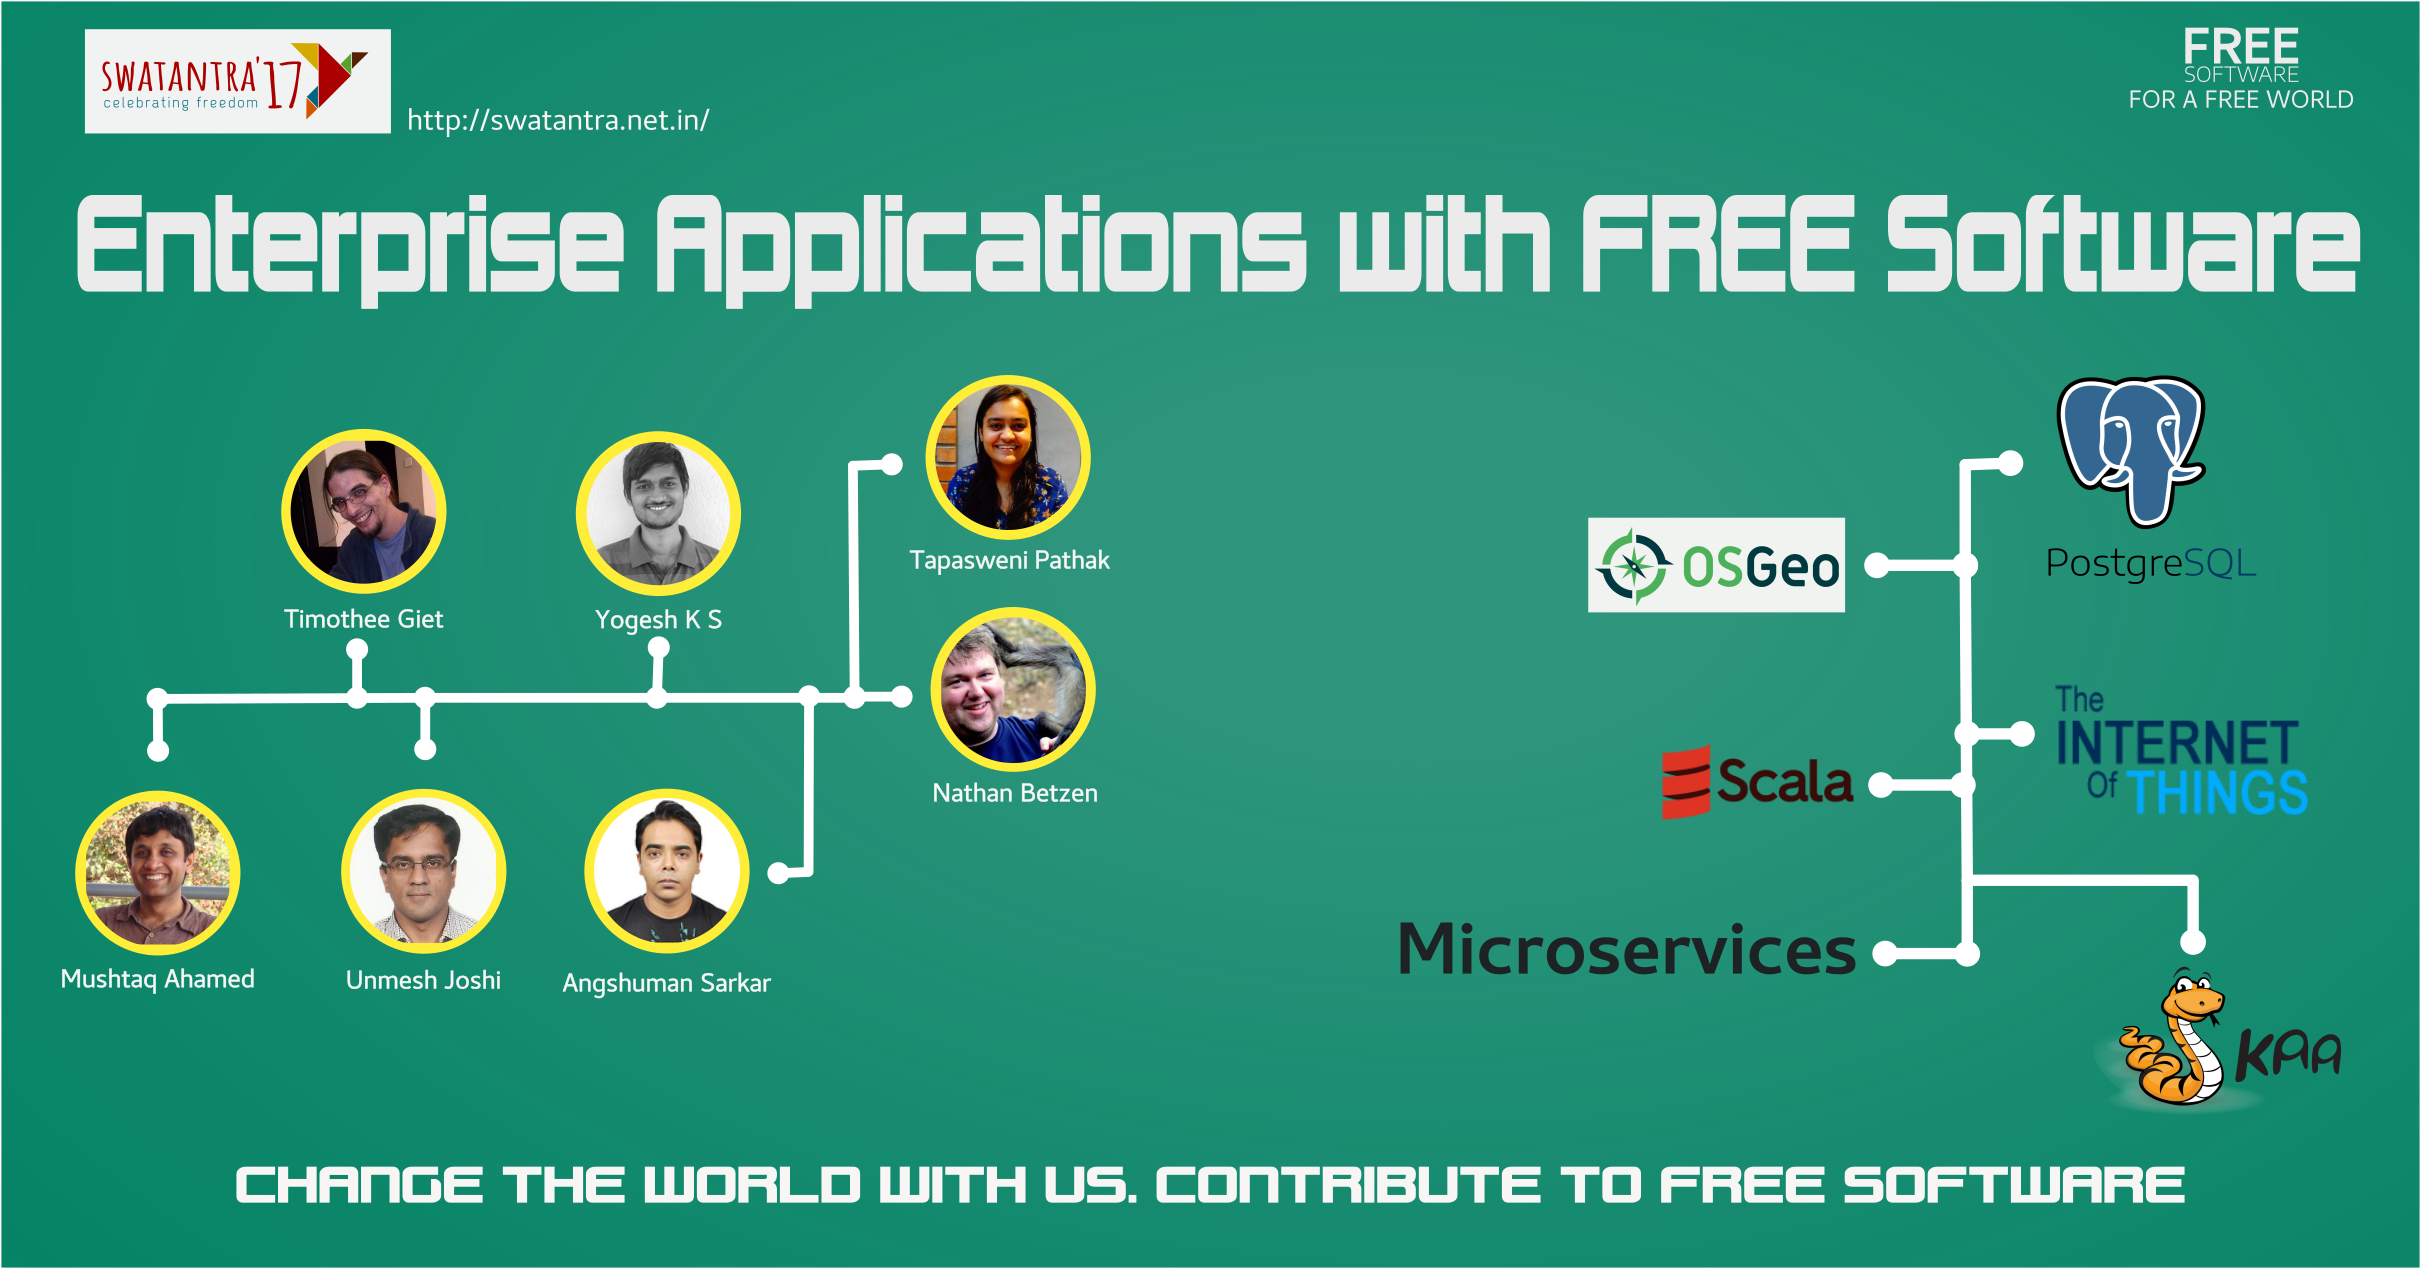 SWATANTRA'17
celebrating freedom
http://swatantra.net.in/
FREE
SOFTWARE
FOR A FREE WORLD
Enterprise Applications with FREE Software
Timothee Giet
Yogesh K S
Tapasweni Pathak
Nathan Betzen
Mushtaq Ahamed
Unmesh Joshi
Angshuman Sarkar
PostgreSQL
OSGeo
The
INTERNET
Of THINGS
Scala
Microservices
KAA
CHANGE THE WORLD WITH US. CONTRIBUTE TO FREE SOFTWARE